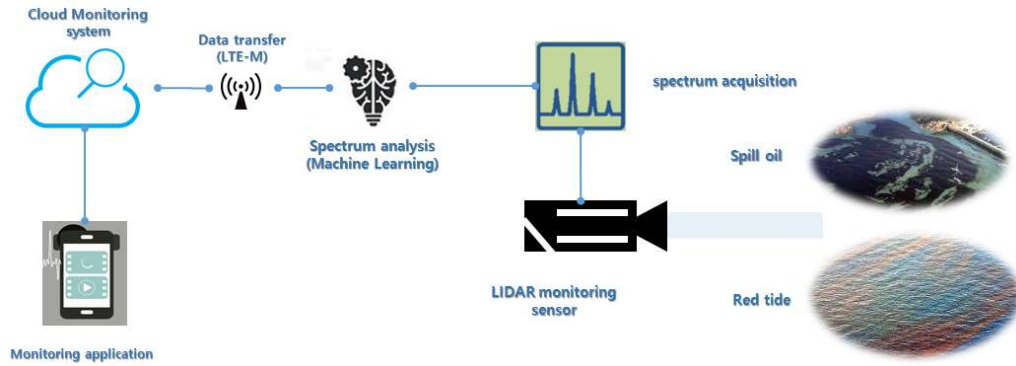 Cloud Monitoring
system
Data transfer
(LTE-M)
Spectrum analysis
(Machine Learning)
spectrum acquisition
Spill oil
LIDAR monitoring
sensor
Red tide
Monitoring application